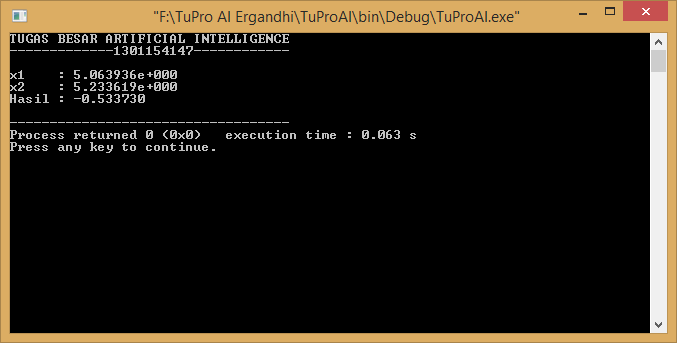 "F:\TuPro AI Ergandhi\TuProAI\bin\Debug\TuProAI.exe"
TUGAS BESAR ARTIFICIAL INTELLIGENCE
-------------1301154147------------
x1    : 5.063936e+000
x2    : 5.233619e+000
Hasil : -0.533730
-----------------------------------
Process returned 0 (0x0)   execution time : 0.063 s
Press any key to continue.